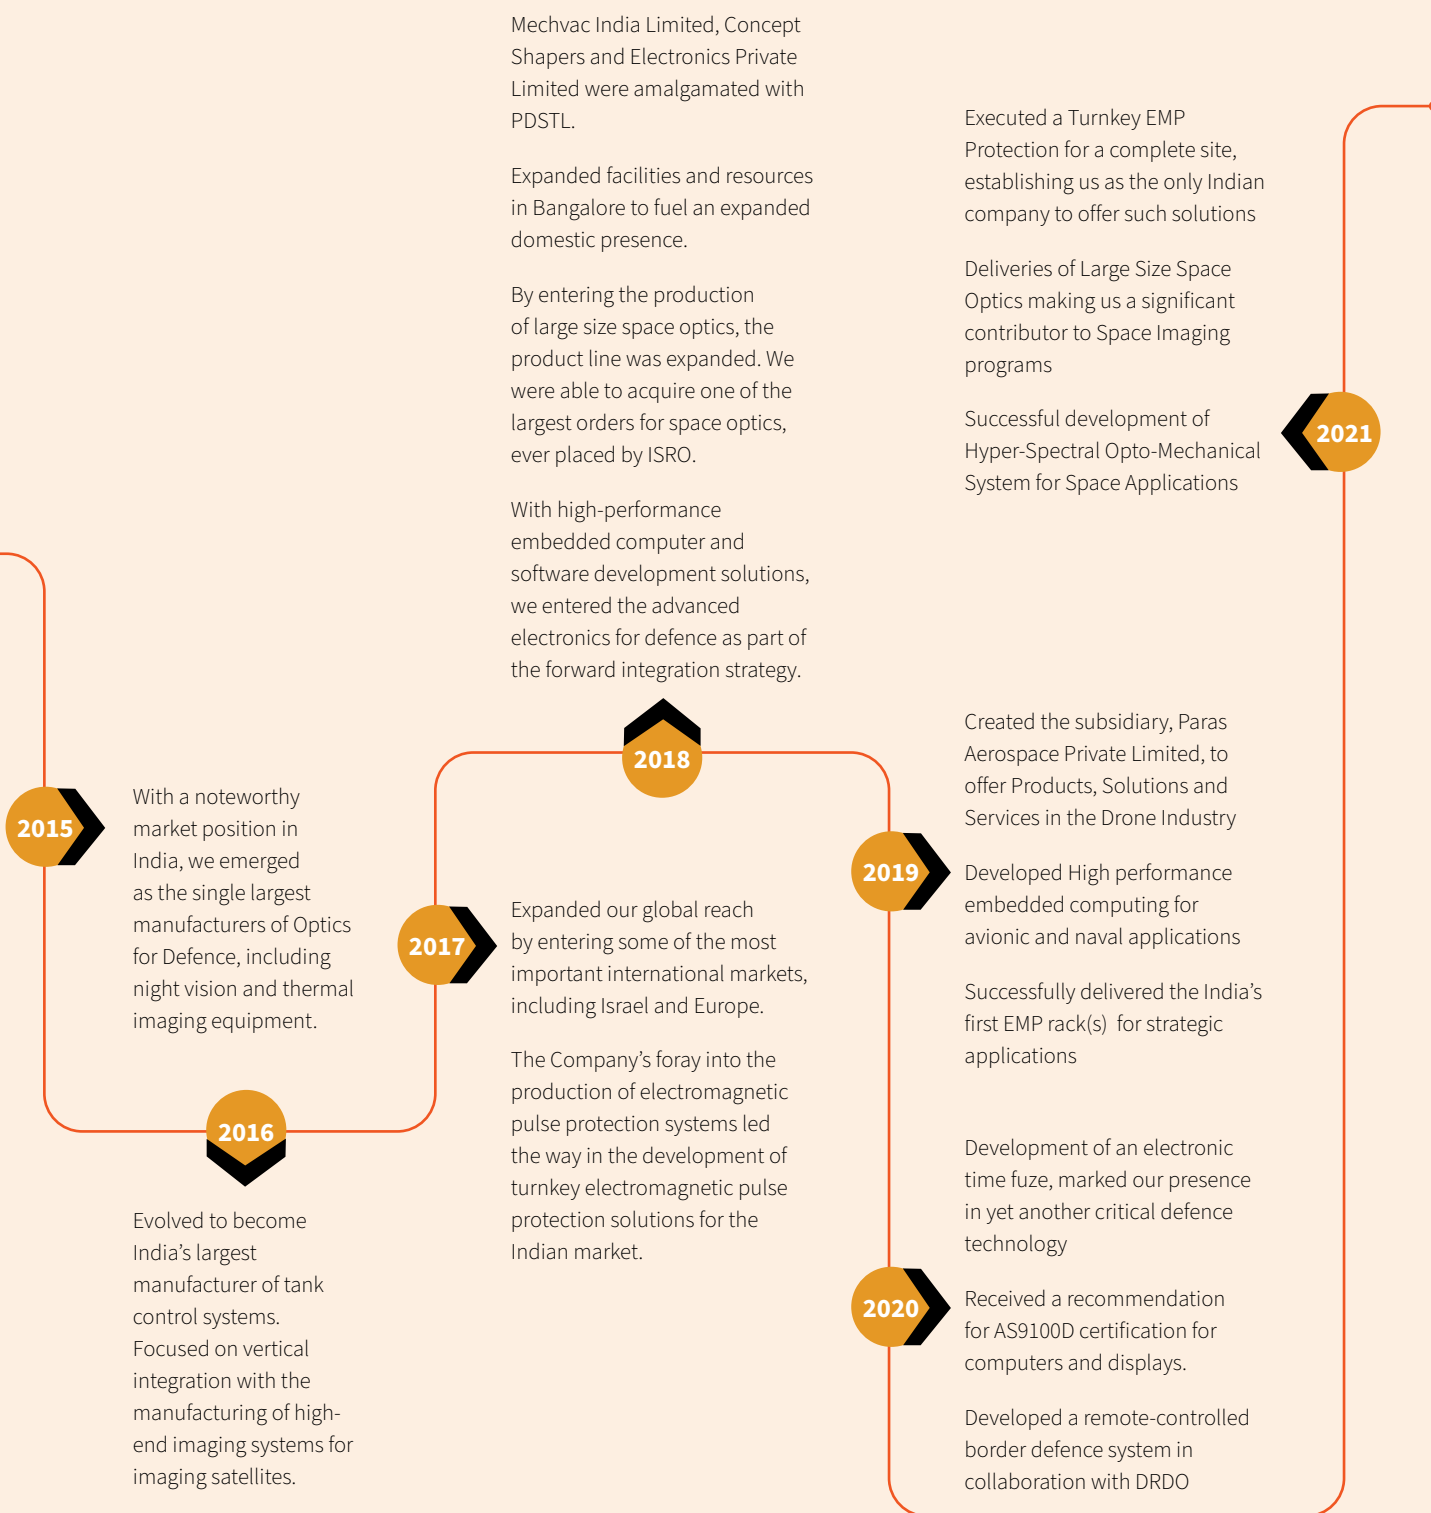 2015
With a noteworthy
market position in
India, we emerged
as the single largest
manufacturers of Optics
for Defence, including
night vision and thermal
imaging equipment.
2016
Evolved to become
India’s largest
manufacturer of tank
control systems.
Focused on vertical
integration with the
manufacturing of high-
end imaging systems for
imaging satellites.
2017
Expanded our global reach
by entering some of the most
important international markets,
including Israel and Europe.
The Company’s foray into the
production of electromagnetic
pulse protection systems led
the way in the development of
turnkey electromagnetic pulse
protection solutions for the
Indian market.
Mechvac India Limited, Concept
Shapers and Electronics Private
Limited were amalgamated with
PDSTL.
Expanded facilities and resources
in Bangalore to fuel an expanded
domestic presence.
By entering the production
of large size space optics, the
product line was expanded. We
were able to acquire one of the
largest orders for space optics,
ever placed by ISRO.
With high-performance
embedded computer and
software development solutions,
we entered the advanced
electronics for defence as part of
the forward integration strategy.
2018
2019
Created the subsidiary, Paras
Aerospace Private Limited, to
offer Products, Solutions and
Services in the Drone Industry
Developed High performance
embedded computing for
avionic and naval applications
Successfully delivered the India’s
first EMP rack(s)  for strategic
applications
2020
Development of an electronic
time fuze, marked our presence
in yet another critical defence
technology
Received a recommendation
for AS9100D certification for
computers and displays.
Developed a remote-controlled
border defence system in
collaboration with DRDO
Executed a Turnkey EMP
Protection for a complete site,
establishing us as the only Indian
company to offer such solutions
Deliveries of Large Size Space
Optics making us a significant
contributor to Space Imaging
programs
Successful development of
Hyper-Spectral Opto-Mechanical
System for Space Applications
2021